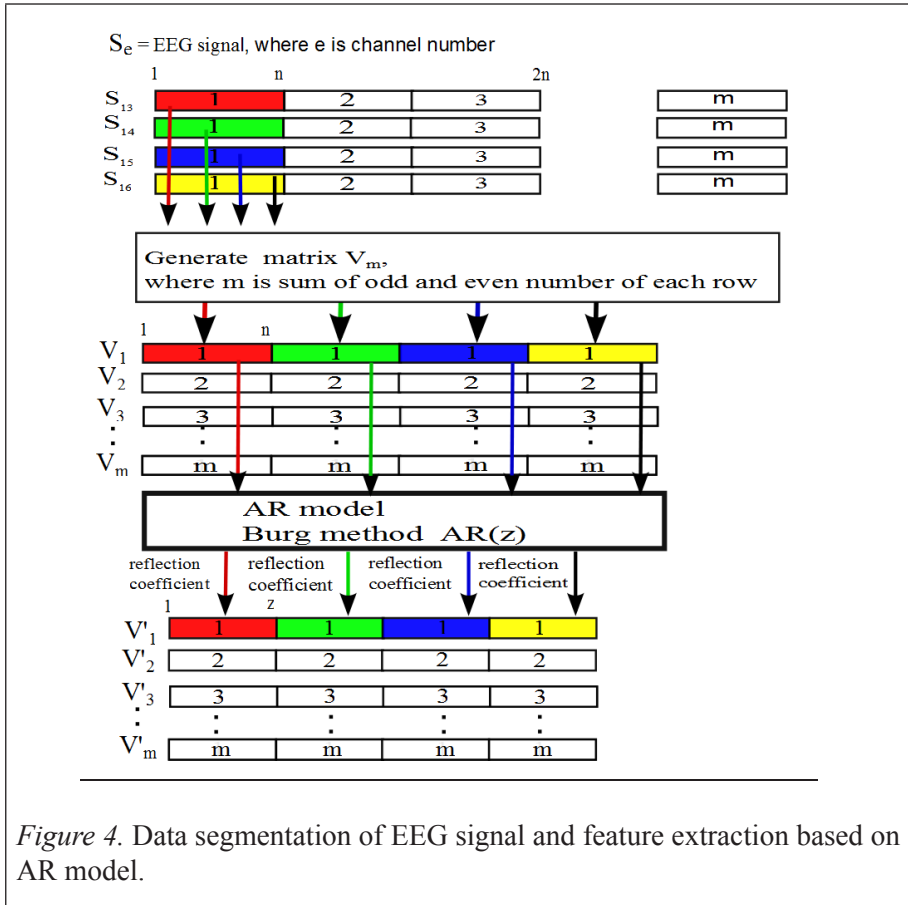 Se = EEG signal, where e is channel number
1 n 2n
S13 1 2 3 m
S14 1 2 3 m
S15 1 2 3 m
S16 1 2 3 m
Generate matrix Vm,
where m is sum of odd and even number of each row
1 n
V1 1 1 1 1
V2 2 2 2 2
V3 3 3 3 3
: : : : :
Vm m m m m
AR model
Burg method AR(z)
reflection coefficient reflection coefficient reflection coefficient reflection coefficient
1 z
V'1 1 1 1 1
V'2 2 2 2 2
V'3 3 3 3 3
: : : : :
V'm m m m m
Figure 4. Data segmentation of EEG signal and feature extraction based on
AR model.